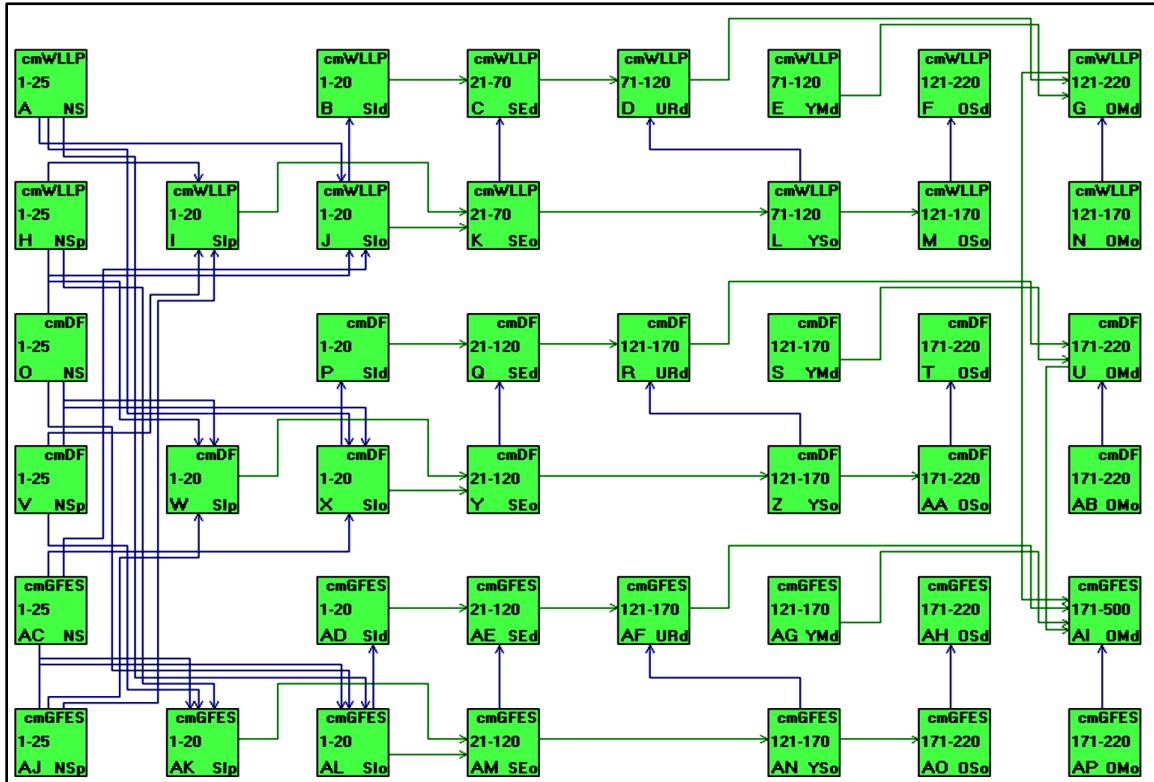 cmWLLP
1-25
A NS
cmWLLP
1-20
B SId
cmWLLP
21-70
C SEd
cmWLLP
71-120
D URd
cmWLLP
71-120
E YMd
cmWLLP
121-220
F OSd
cmWLLP
121-220
G OMd
cmWLLP
1-25
H NSp
cmWLLP
1-20
I SIp
cmWLLP
1-20
J SIo
cmWLLP
21-70
K SEo
cmWLLP
71-120
L YSo
cmWLLP
121-170
M OSo
cmWLLP
121-170
N OMo
cmDF
1-25
O NS
cmDF
1-20
P SId
cmDF
21-120
Q SEd
cmDF
121-170
R URd
cmDF
121-170
S YMd
cmDF
171-220
T OSd
cmDF
171-220
U OMd
cmDF
1-25
V NSp
cmDF
1-20
W SIp
cmDF
1-20
X SIo
cmDF
21-120
Y SEo
cmDF
121-170
Z YSo
cmDF
171-220
AA OSo
cmDF
171-220
AB OMo
cmGFES
1-25
AC NS
cmGFES
1-20
AD SId
cmGFES
21-120
AE SEd
cmGFES
121-170
AF URd
cmGFES
121-170
AG YMd
cmGFES
171-220
AH OSd
cmGFES
171-500
AI OMd
cmGFES
1-25
AJ NSp
cmGFES
1-20
AK SIp
cmGFES
1-20
AL SIo
cmGFES
21-120
AM SEo
cmGFES
121-170
AN YSo
cmGFES
171-220
AO OSo
cmGFES
171-220
AP OMo